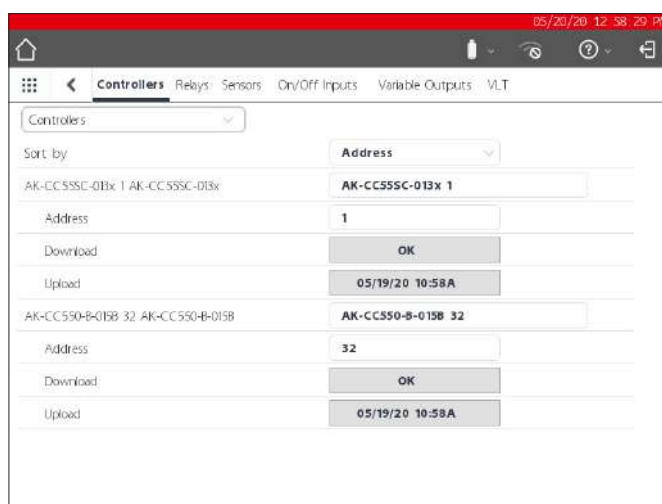 05/20/20 12 58 29 PM
Controllers Relays Sensors On/Off Inputs Variable Outputs VLT
Controllers
Sort by Address
AK-CC55SC-013x 1 AK-CC55SC-013x AK-CC55SC-013x 1
Address 1
Download OK
Upload 05/19/20 10:58A
AK-CC550-B-015B 32 AK-CC550-B-015B AK-CC550-B-015B 32
Address 32
Download OK
Upload 05/19/20 10:58A